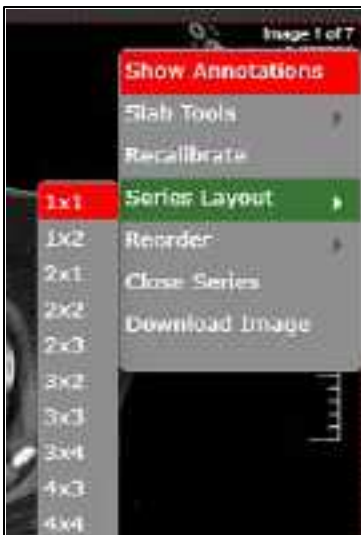 Image 1 of 7
Show Annotations
Slab Tools
Recalibrate
Series Layout
Reorder
Close Series
Download Image
1x1
1x2
2x1
2x2
2x3
3x2
3x3
3x4
4x3
4x4